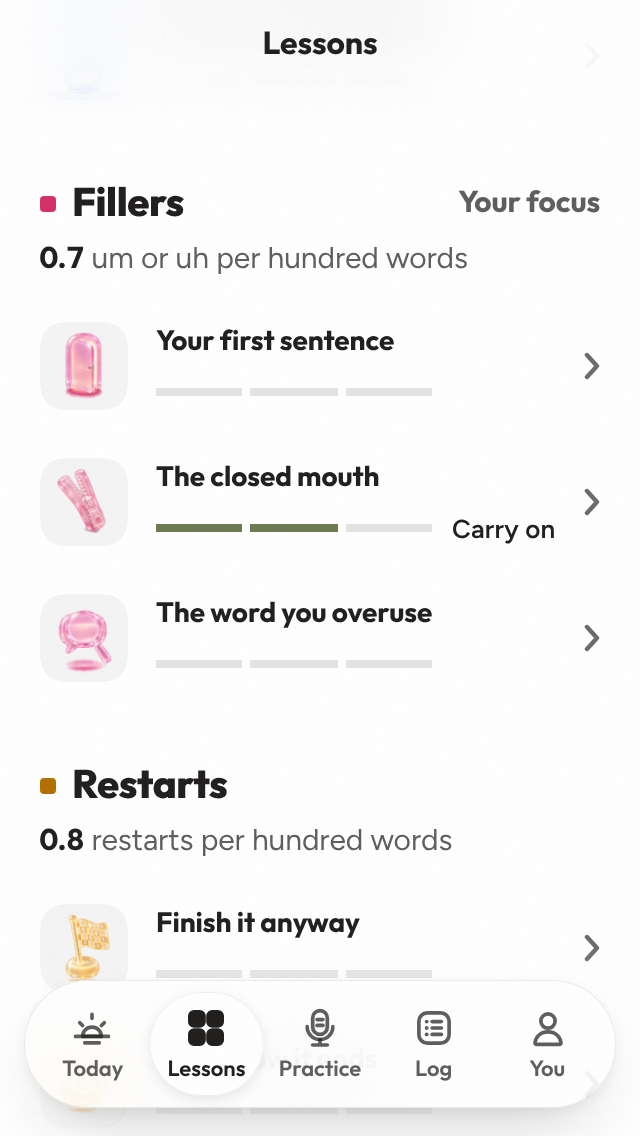 Lessons
Fillers
Your focus
0.7 um or uh per hundred words
Your first sentence
The closed mouth
Carry on
The word you overuse
Restarts
0.8 restarts per hundred words
Finish it anyway
Today
Lessons
Practice
Log
You